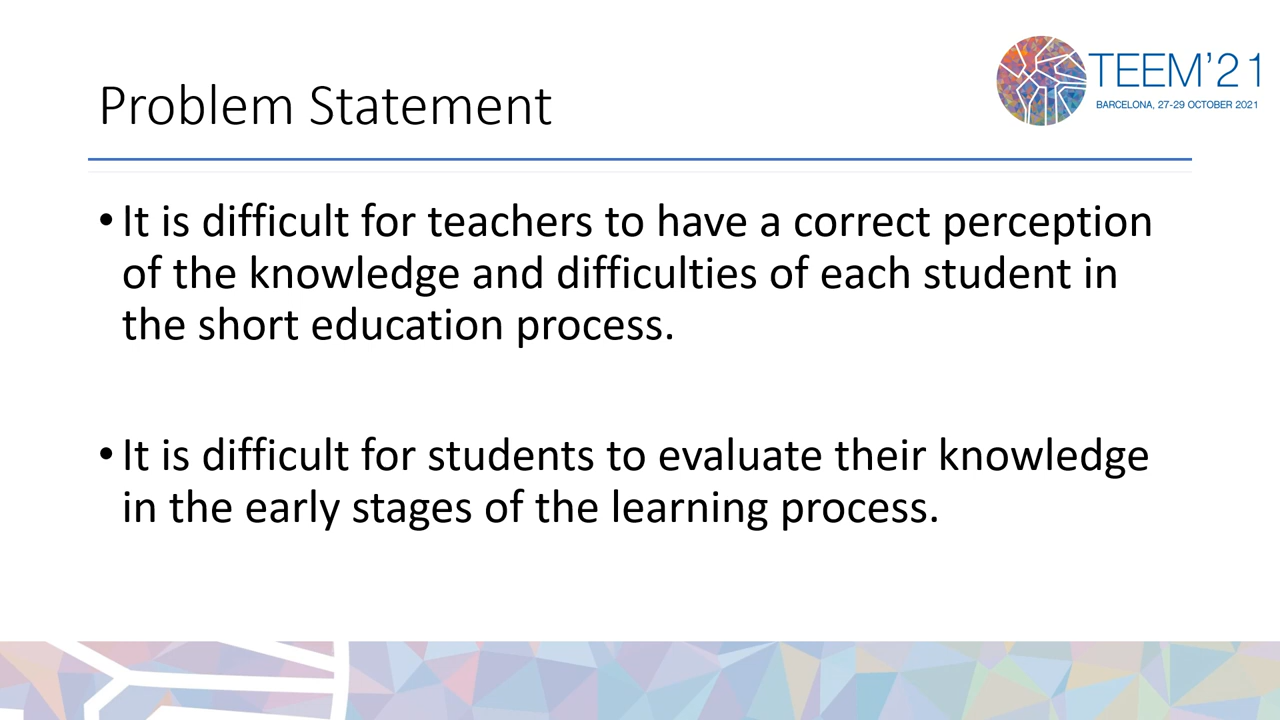 TEEM’21
BARCELONA, 27-29 OCTOBER 2021
Problem Statement
• It is difficult for teachers to have a correct perception
of the knowledge and difficulties of each student in
the short education process.
• It is difficult for students to evaluate their knowledge
in the early stages of the learning process.